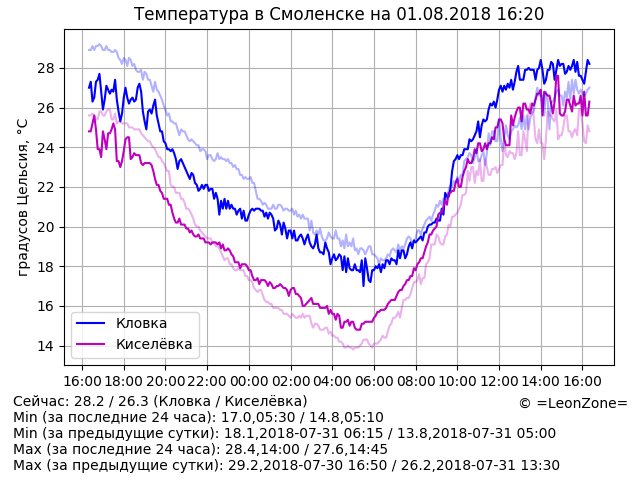 Температура в Смоленске на 01.08.2018 16:20
градусов Цельсия, °C
28
26
24
22
20
18
16
14
Кловка
Киселёвка
16:00 18:00 20:00 22:00 00:00 02:00 04:00 06:00 08:00 10:00 12:00 14:00 16:00
Сейчас: 28.2 / 26.3 (Кловка / Киселёвка)
© =LeonZone=
Min (за последние 24 часа): 17.0,05:30 / 14.8,05:10
Min (за предыдущие сутки): 18.1,2018-07-31 06:15 / 13.8,2018-07-31 05:00
Max (за последние 24 часа): 28.4,14:00 / 27.6,14:45
Max (за предыдущие сутки): 29.2,2018-07-30 16:50 / 26.2,2018-07-31 13:30